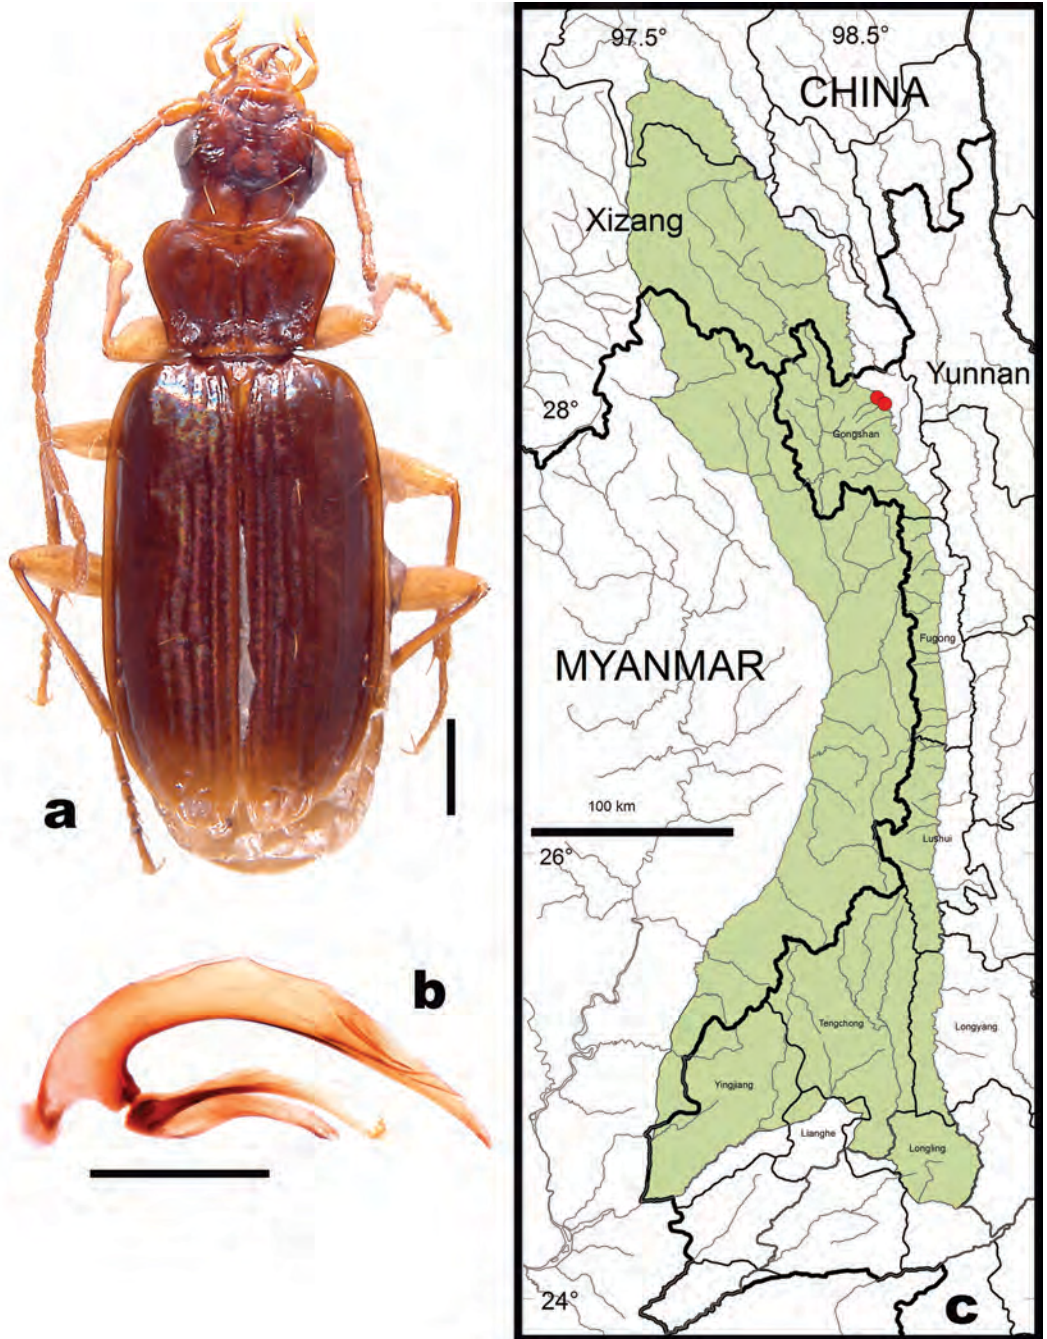 97.5°
98.5°
CHINA
Xizang
Yunnan
28°
Gongshan
Fugong
MYANMAR
100 km
a
Lushui
26°
b
Tengchong
Longyang
Yingjiang
Lianghe
Longling
24°
c